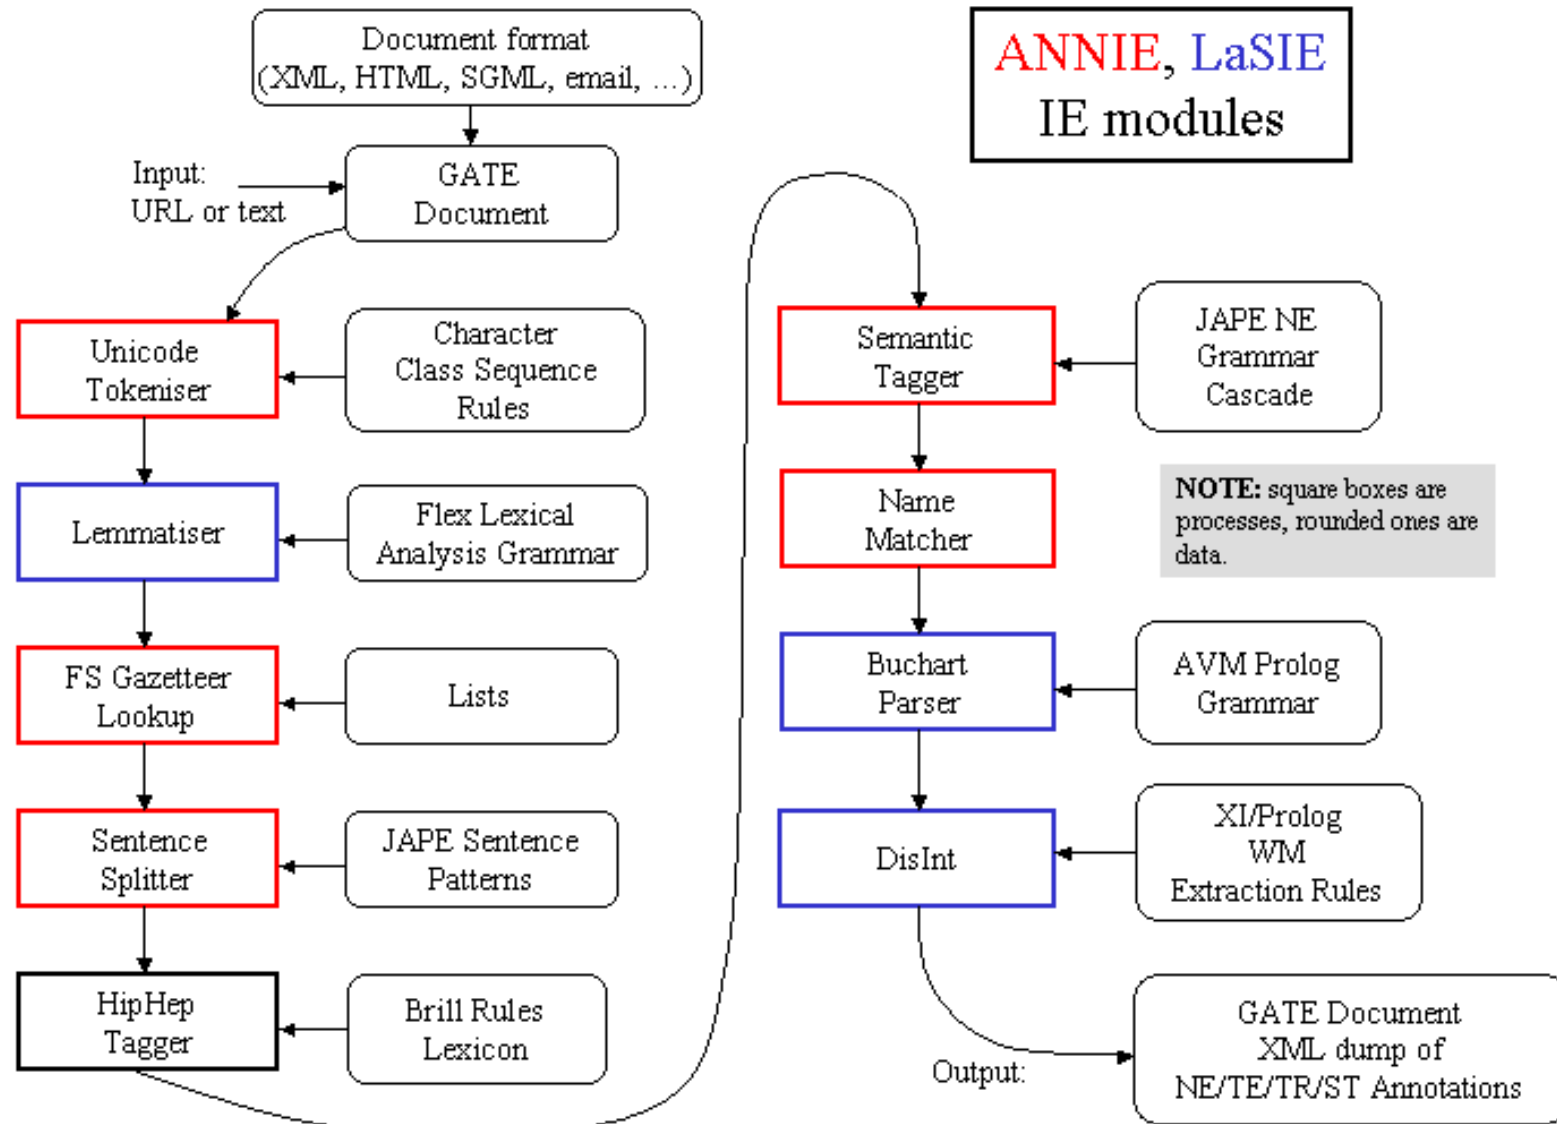 Document format
(XML, HTML, SGML, email, ...)
ANNIE, LaSIE
IE modules
Input:
URL or text
GATE
Document
Unicode
Tokeniser
Character
Class Sequence
Rules
Lemmatiser
Flex Lexical
Analysis Grammar
FS Gazetteer
Lookup
Lists
Sentence
Splitter
JAPE Sentence
Patterns
HipHep
Tagger
Brill Rules
Lexicon
Semantic
Tagger
JAPE NE
Grammar
Cascade
Name
Matcher
NOTE: square boxes are
processes, rounded ones are
data.
Buchart
Parser
AVM Prolog
Grammar
DisInt
XI/Prolog
WM
Extraction Rules
Output:
GATE Document
XML dump of
NE/TE/TR/ST Annotations